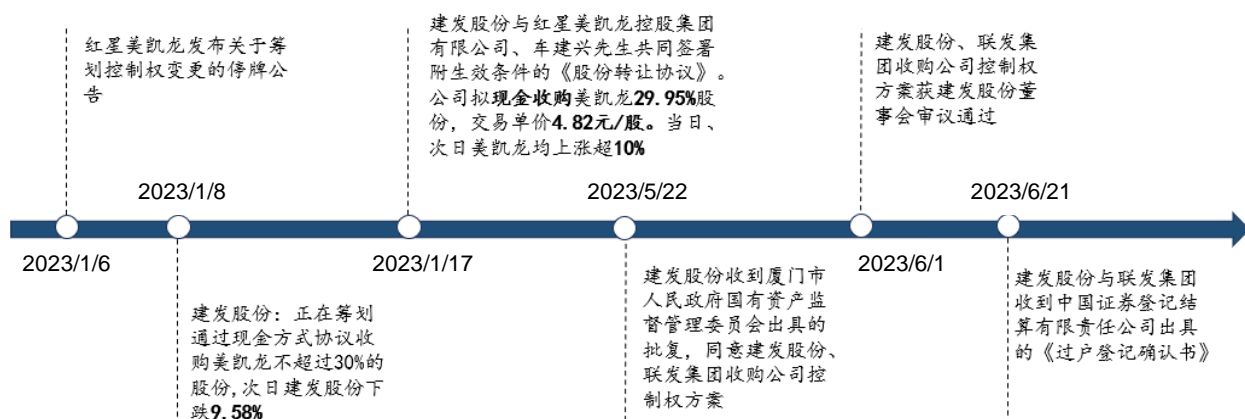 红星美凯龙发布关于筹
划控制权变更的停牌公
告
建发股份与红星美凯龙控股集团
有限公司、车建兴先生共同签署
附生效条件的《股份转让协议》。
公司拟现金收购美凯龙29.95%股
份，交易单价4.82元/股。当日、
次日美凯龙均上涨超10%
建发股份、联发集
团收购公司控制权
方案获建发股份董
事会审议通过
2023/1/8
2023/5/22
2023/6/21
2023/1/6
2023/1/17
2023/6/1
建发股份：正在筹划
通过现金方式协议收
购美凯龙不超过30%的
股份,次日建发股份下
跌9.58%
建发股份收到厦门市
人民政府国有资产监
督管理委员会出具的
批复，同意建发股份、
联发集团收购公司控
制权方案
建发股份与联发集团
收到中国证券登记结
算有限责任公司出具
的《过户登记确认书》